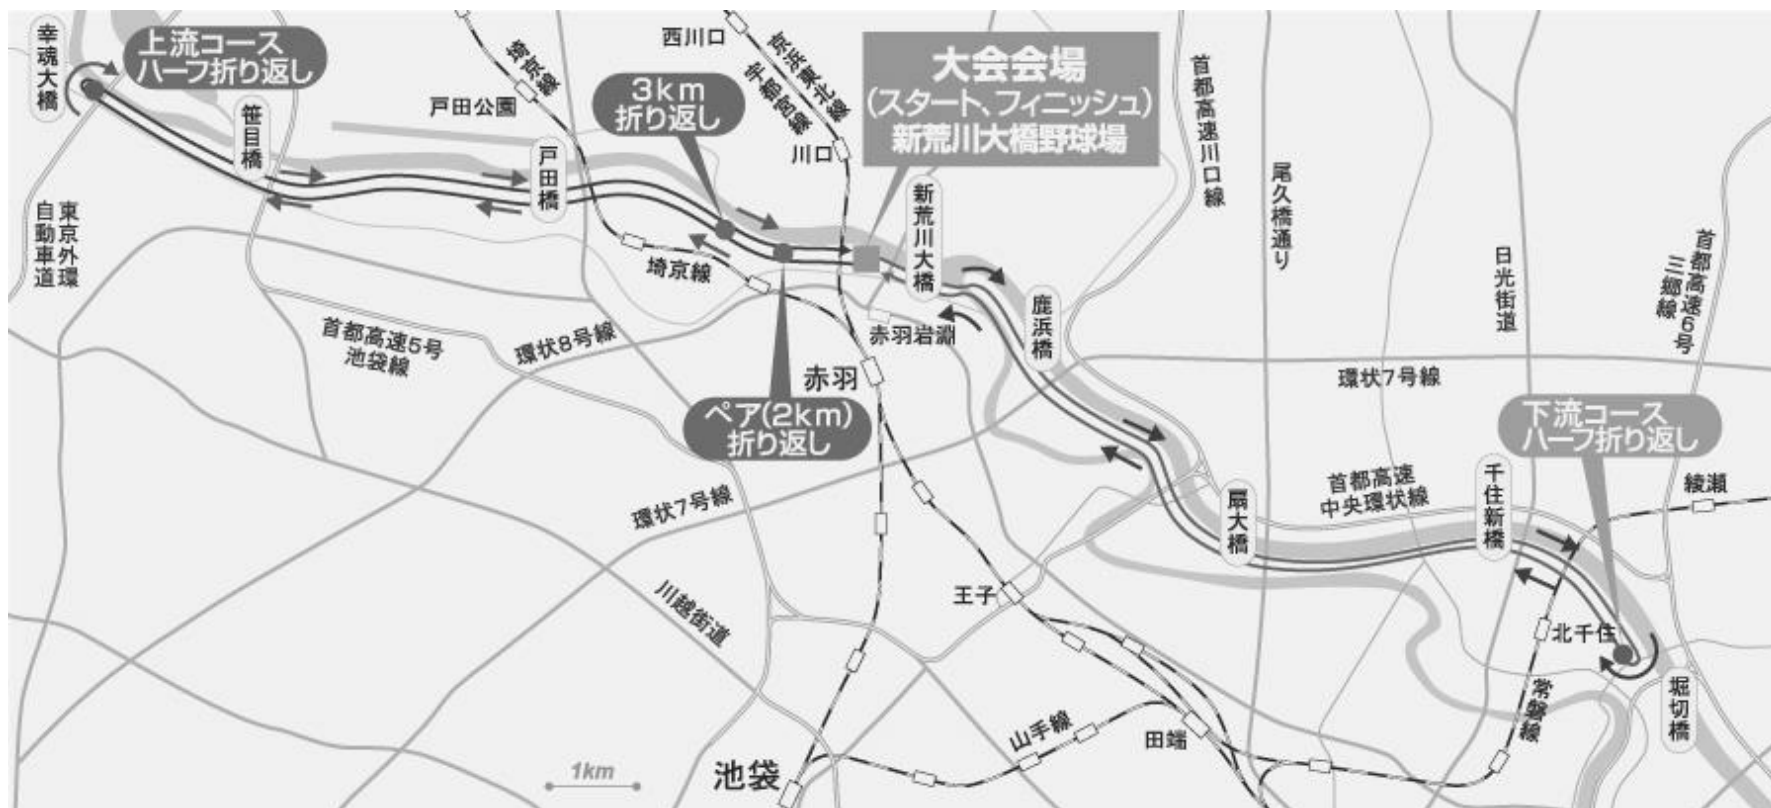 幸魂大橋
上流コース
ハーフ折り返し
笹目橋
戸田公園
埼京線
西川口
3km
折り返し
戸田橋
京浜東北線
宇都宮線
川口
大会会場
(スタート、フィニッシュ)
新荒川大橋野球場
新荒川大橋
首都高速川口線
尾久橋通り
日光街道
首都高速6号
三郷線
東京外環
自動車道
埼京線
首都高速5号
池袋線
環状8号線
赤羽岩淵
鹿浜橋
赤羽
ペア(2km)
折り返し
環状7号線
環状7号線
下流コース
ハーフ折り返し
首都高速
中央環状線
扇大橋
千住新橋
綾瀬
川越街道
王子
北千住
常磐線
堀切橋
山手線
田端
池袋
1km